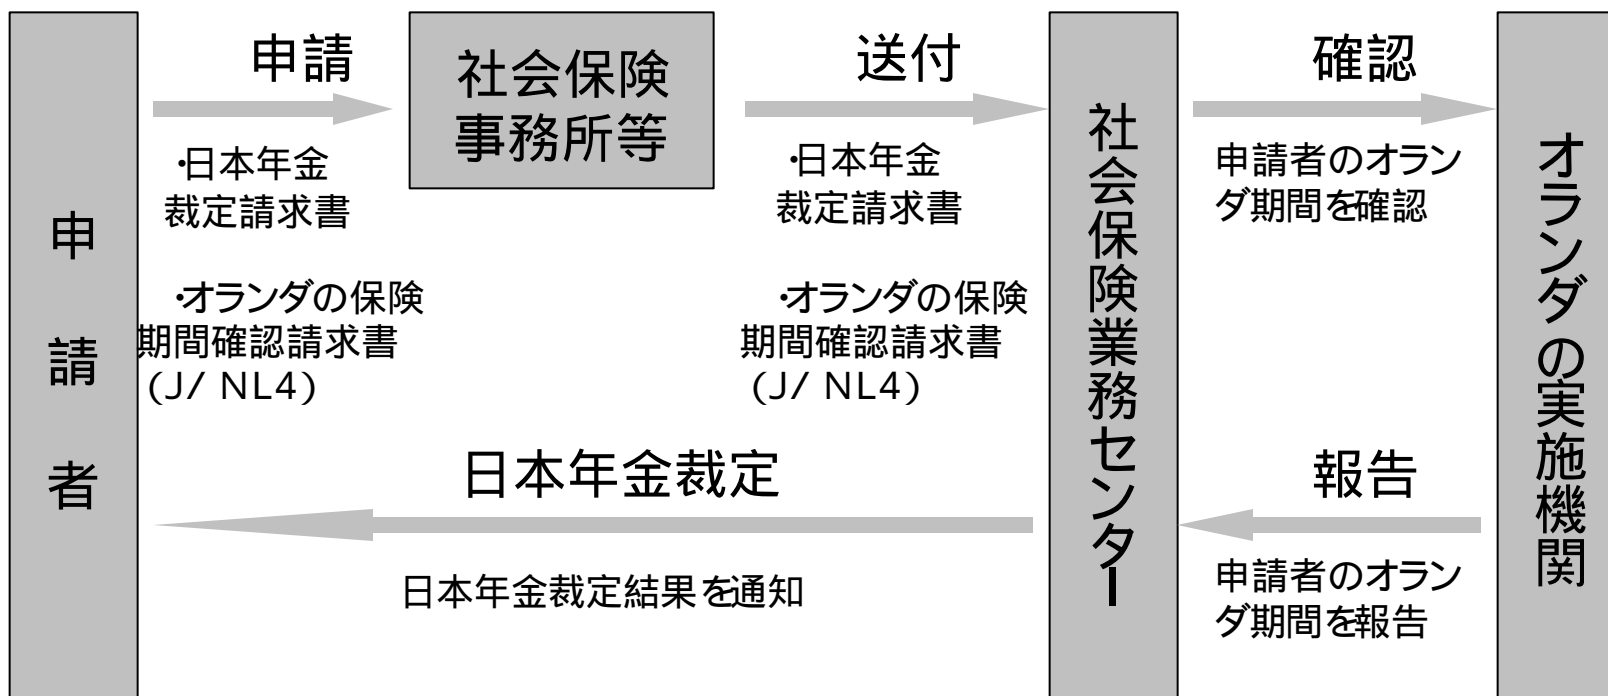 申請者
申請
・日本年金
裁定請求書
・オランダの保険
期間確認請求書
(J/ NL4)
社会保険
事務所等
送付
・日本年金
裁定請求書
・オランダの保険
期間確認請求書
(J/ NL4)
社会保険業務センター
確認
申請者のオラン
ダ期間を確認
オランダの実施機関
報告
申請者のオラン
ダ期間を報告
日本年金裁定
日本年金裁定結果を通知